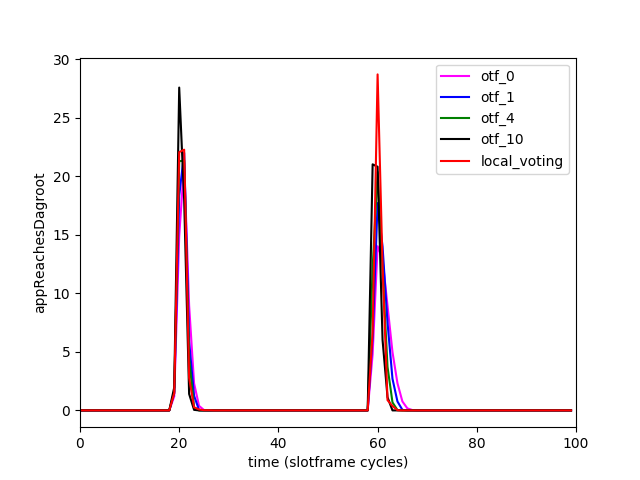 30
25
20
15
10
5
0
appReachesDagroot
0 20 40 60 80 100
time (slotframe cycles)
otf_0
otf_1
otf_4
otf_10
local_voting